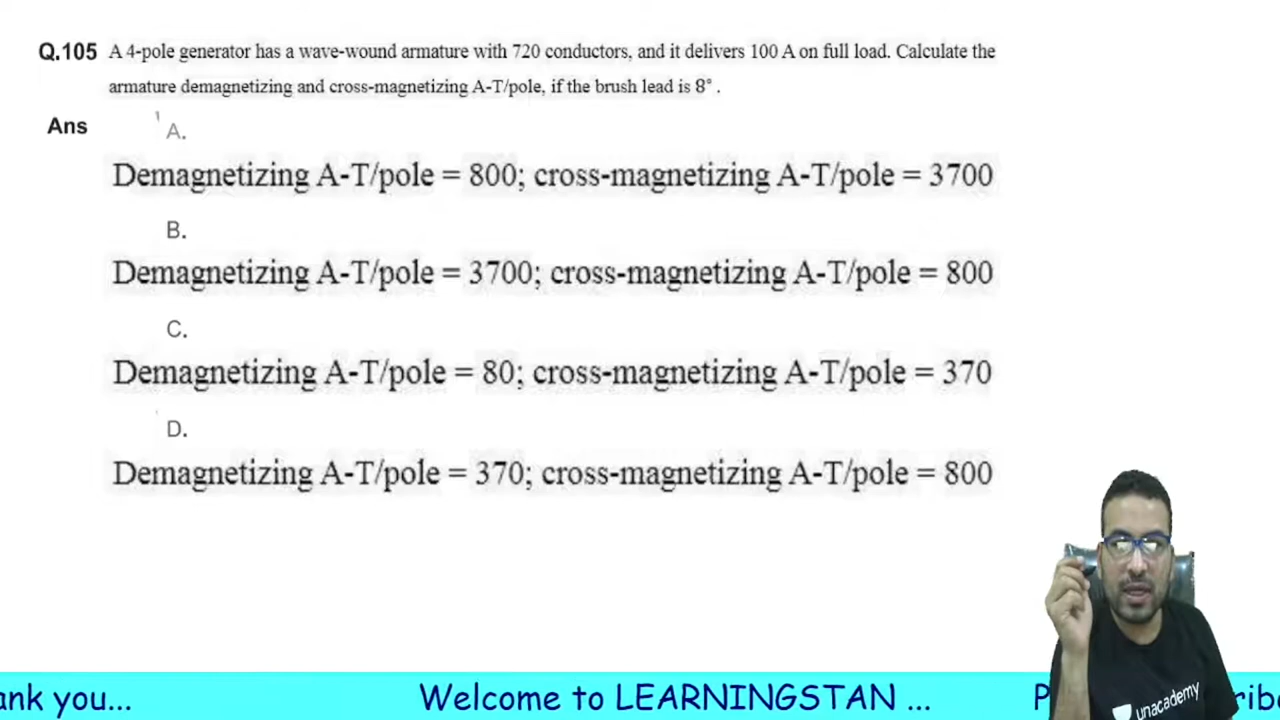 Q.105 A 4-pole generator has a wave-wound armature with 720 conductors, and it delivers 100 A on full load. Calculate the
armature demagnetizing and cross-magnetizing A-T/pole, if the brush lead is 8° .
Ans
A.
Demagnetizing A-T/pole = 800; cross-magnetizing A-T/pole = 3700
B.
Demagnetizing A-T/pole = 3700; cross-magnetizing A-T/pole = 800
C.
Demagnetizing A-T/pole = 80; cross-magnetizing A-T/pole = 370
D.
Demagnetizing A-T/pole = 370; cross-magnetizing A-T/pole = 800
unacademy
ank you... Welcome to LEARNINGSTAN ...